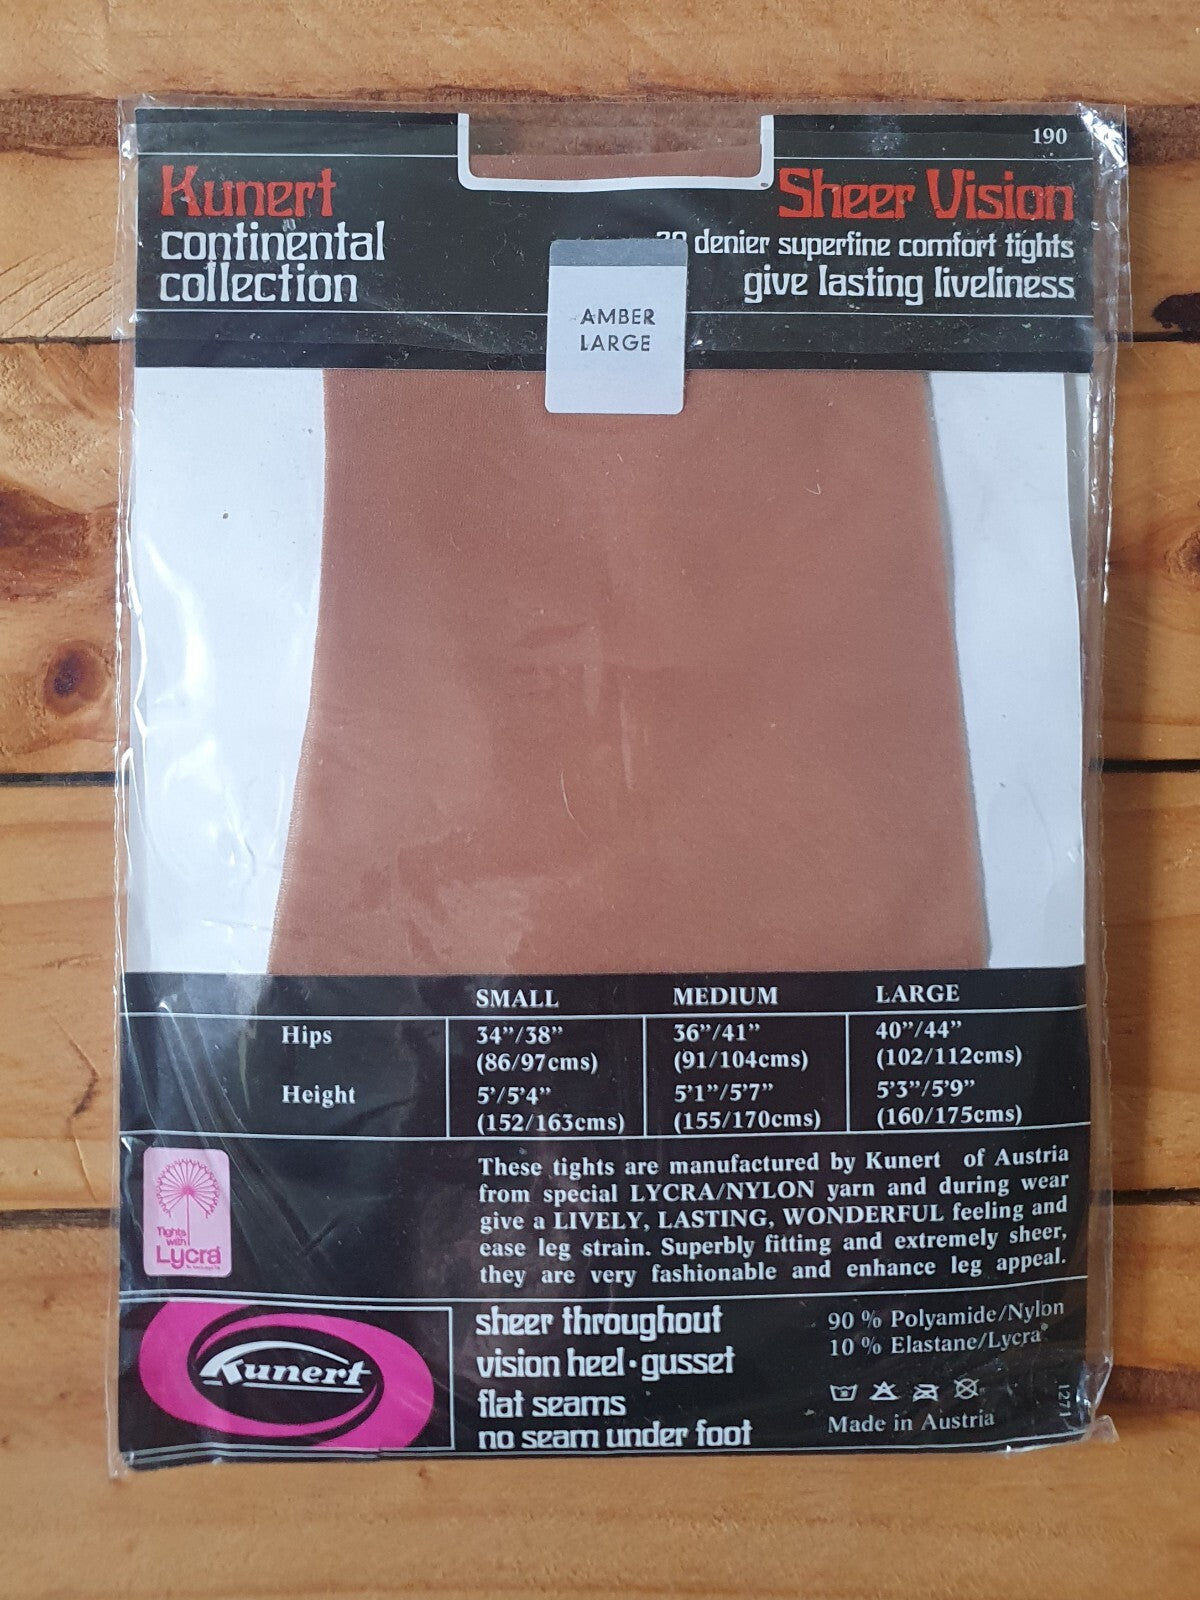 190
Kunert
continental
collection
Sheer Vision
denier superfine comfort tights
give lasting liveliness
AMBER
LARGE
SMALL MEDIUM LARGE
Hips 34”/38” 36”/41” 40”/44”
(86/97cms) (91/104cms) (102/112cms)
Height 5’/5’4” 5’1”/5’7” 5’3”/5’9”
(152/163cms) (155/170cms) (160/175cms)
These tights are manufactured by Kunert of Austria
from special LYCRA/NYLON yarn and during wear
give a LIVELY, LASTING, WONDERFUL feeling and
ease leg strain. Superbly fitting and extremely sheer,
they are very fashionable and enhance leg appeal.
Tights
with
Lycra
Kunert
sheer throughout
vision heel · gusset
flat seams
no seam under foot
90 % Polyamide/Nylon
10 % Elastane/Lycra
Made in Austria
1271